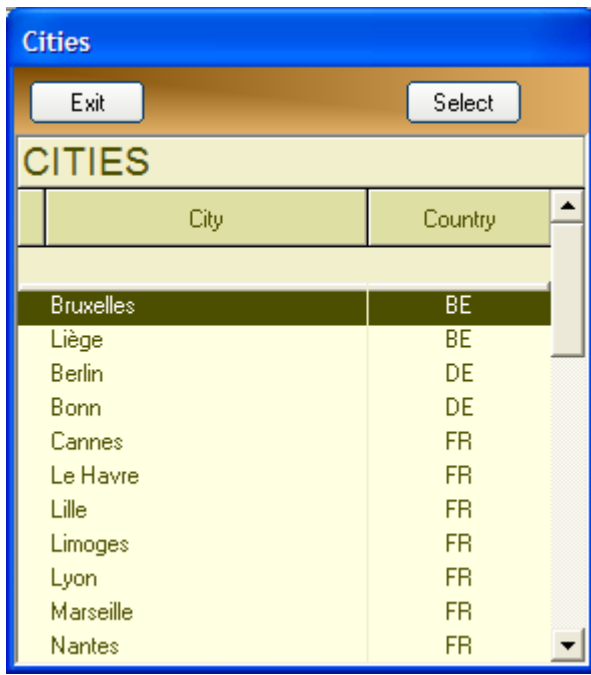 Cities
Exit Select
CITIES
City Country
Bruxelles BE
Liège BE
Berlin DE
Bonn DE
Cannes FR
Le Havre FR
Lille FR
Limoges FR
Lyon FR
Marseille FR
Nantes FR